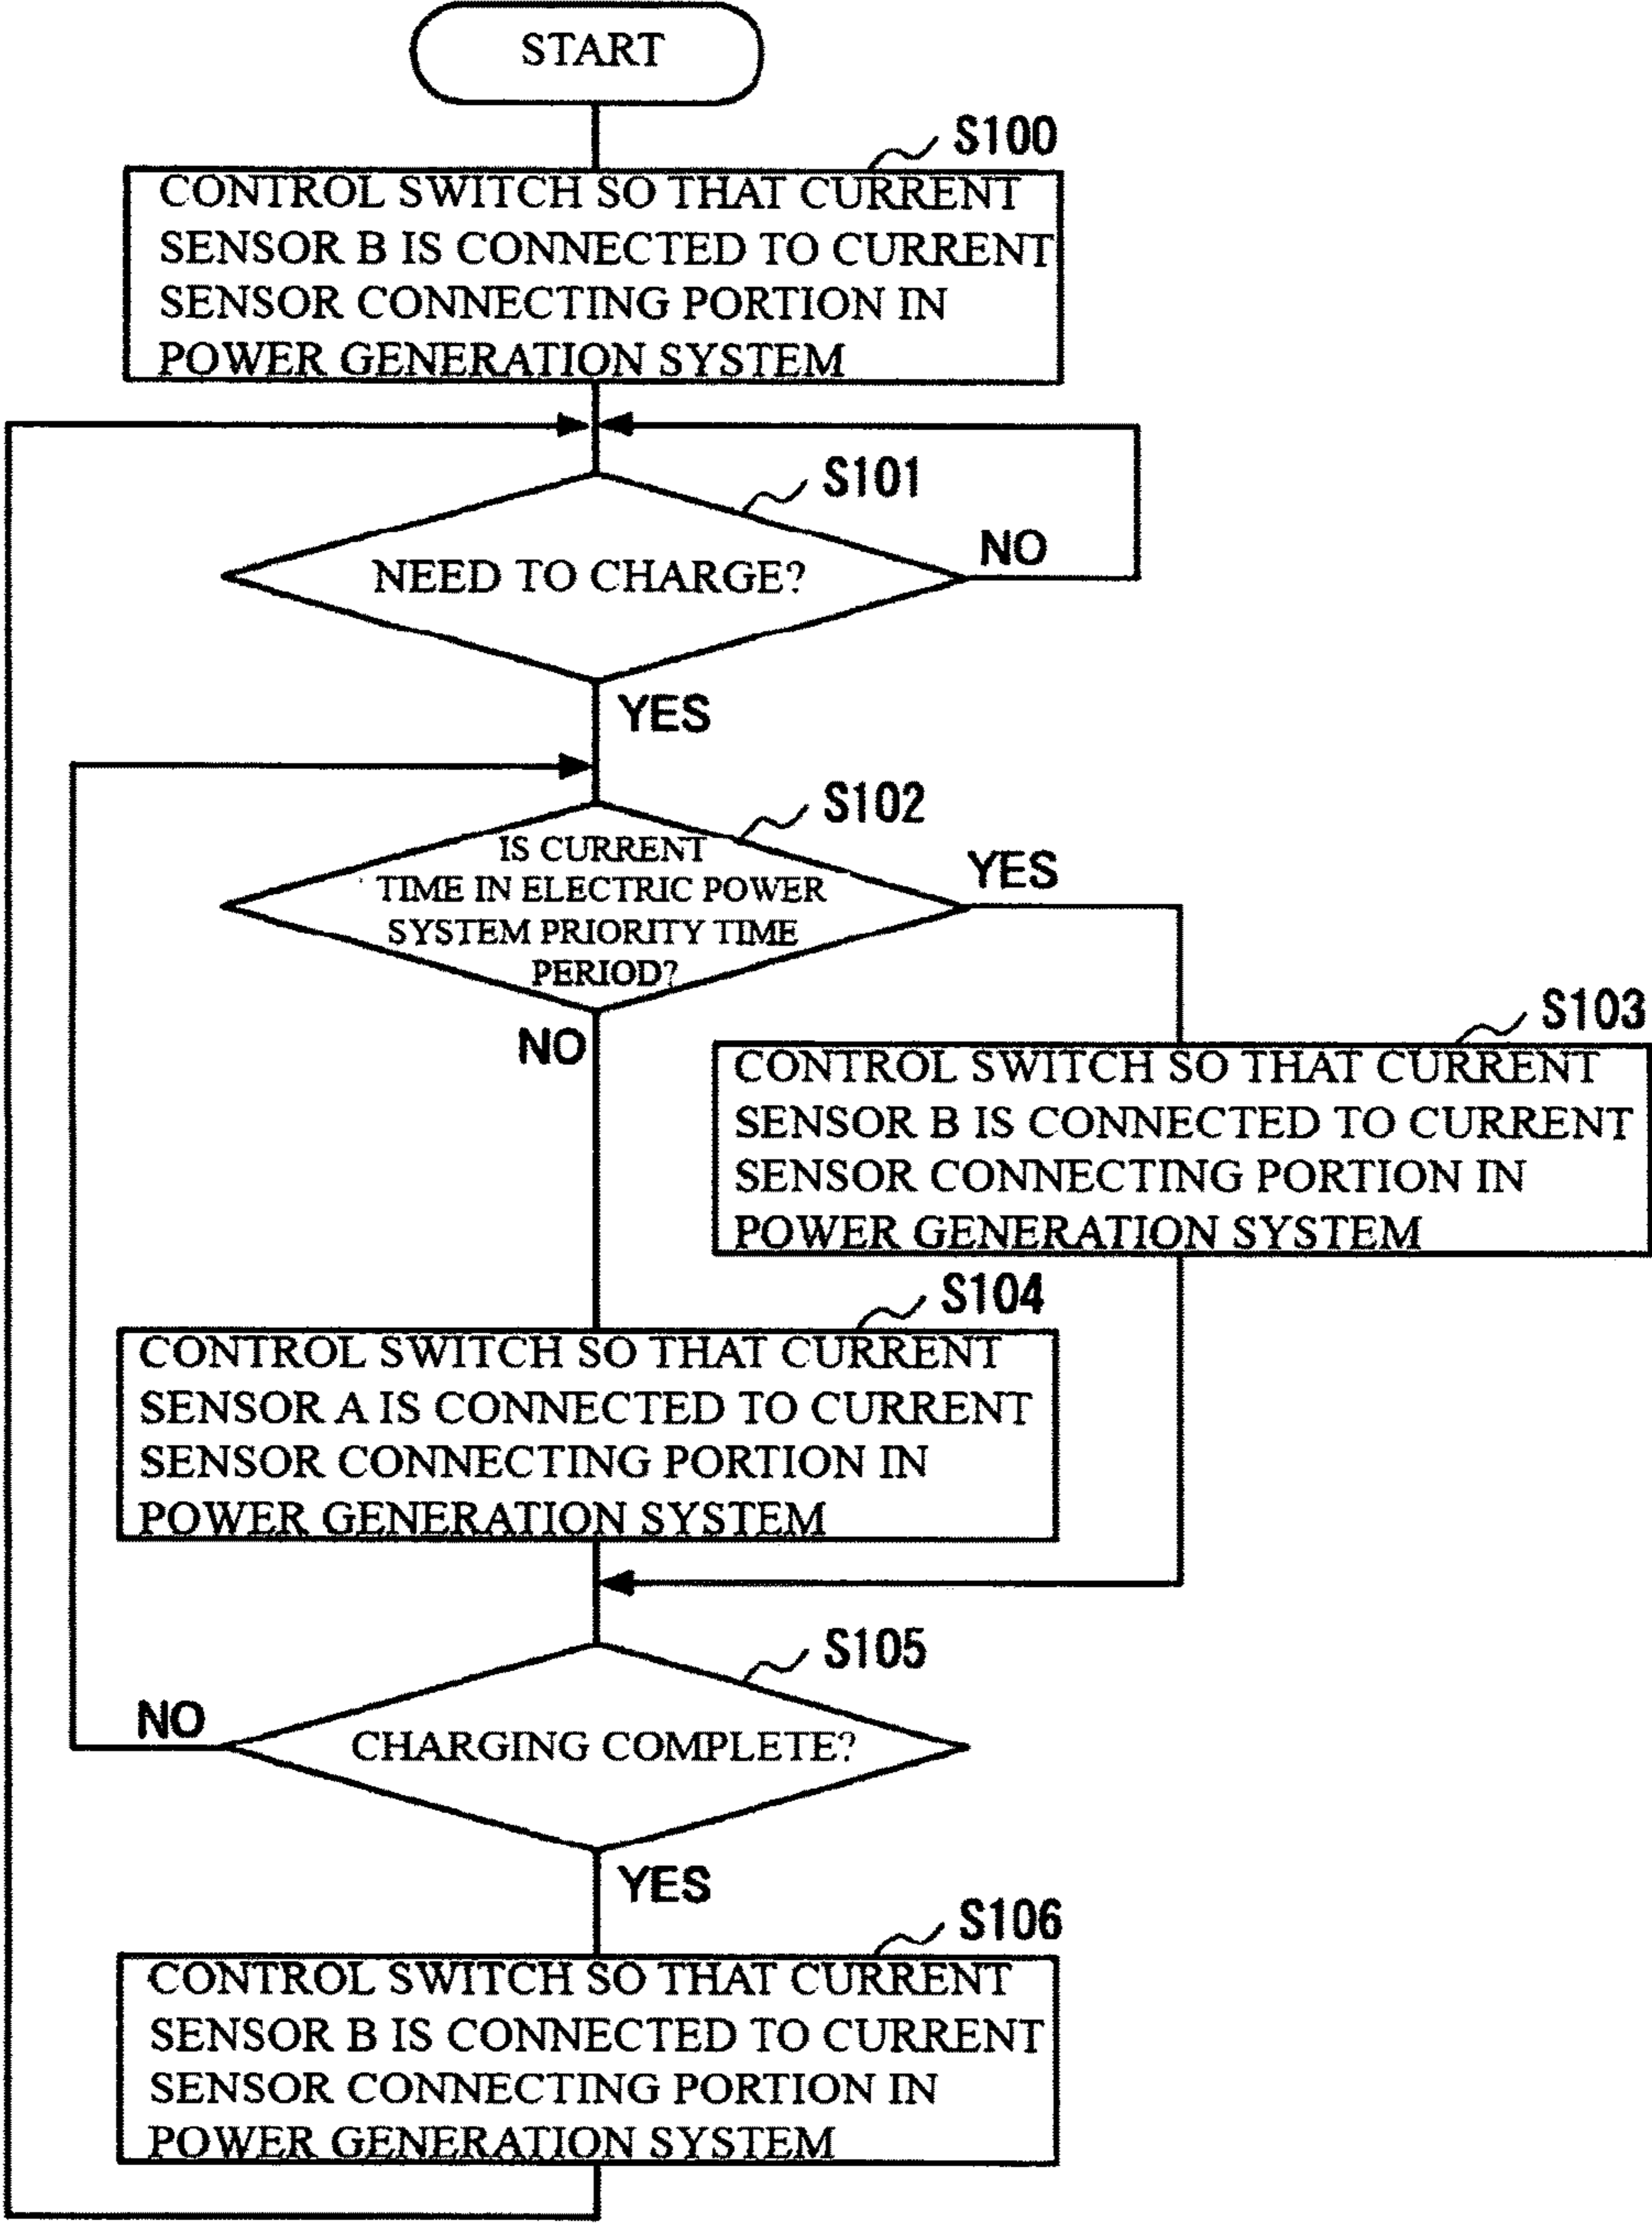 START
S100
CONTROL SWITCH SO THAT CURRENT
SENSOR B IS CONNECTED TO CURRENT
SENSOR CONNECTING PORTION IN
POWER GENERATION SYSTEM
S101
NEED TO CHARGE?
NO
YES
S102
IS CURRENT
TIME IN ELECTRIC POWER
SYSTEM PRIORITY TIME
PERIOD?
YES
NO
S103
CONTROL SWITCH SO THAT CURRENT
SENSOR B IS CONNECTED TO CURRENT
SENSOR CONNECTING PORTION IN
POWER GENERATION SYSTEM
S104
CONTROL SWITCH SO THAT CURRENT
SENSOR A IS CONNECTED TO CURRENT
SENSOR CONNECTING PORTION IN
POWER GENERATION SYSTEM
S105
CHARGING COMPLETE?
NO
YES
S106
CONTROL SWITCH SO THAT CURRENT
SENSOR B IS CONNECTED TO CURRENT
SENSOR CONNECTING PORTION IN
POWER GENERATION SYSTEM